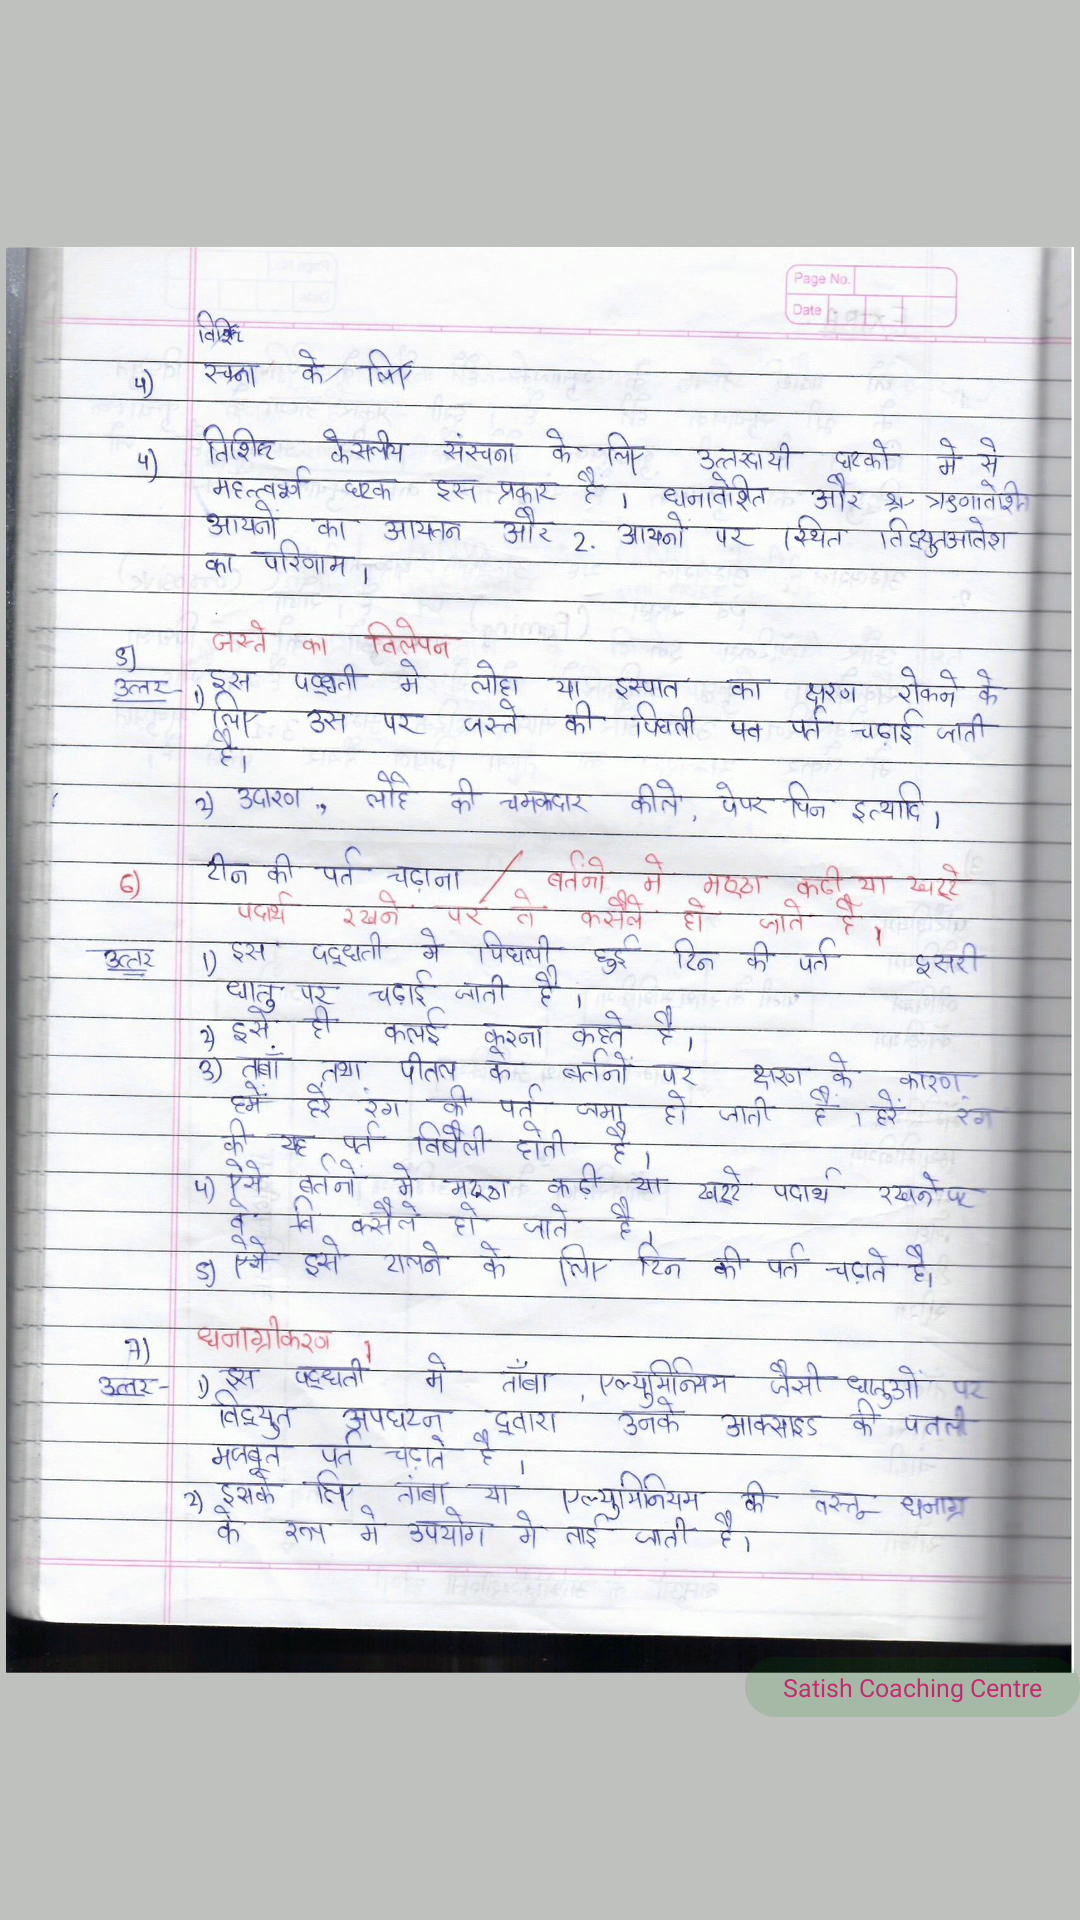 Page No.
Date
4) रचना के लिए
4) विशिष्ट केलासीय संरचना के लिए उत्तरदायी घटकों मे से
महत्त्वपूर्ण घटक इस प्रकार है । धनावेशित और ऋणावेशित
आयनों का आयतन और 2. आयनों पर स्थित विद्युतआवेश
का परिणाम ।
5) जस्ते का विलेपन
उत्तर - 1) इस पद्धती मे लोहा या इस्पात का क्षरण रोकने के
लिए उस पर जस्ते की पिघली पर्त चढ़ाई जाती
है।
2) उदारण , लोहे की चमकदार कीले, पेपर पिन इत्यादि ।
6) टीन की पर्त चढ़ाना / बर्तनो मे मठ्ठा कढ़ी या खट्टे
पदार्थ रखने पर वे कसैले हो जाते है ।
उत्तर 1) इस पद्धती मे पिघली हुई टिन की पर्त दुसरी
धातु पर चढ़ाई जाती है ।
2) इसे ही कलई करना कहते है ।
3) तबाँ तथा पीतल के बर्तनों पर क्षरण के कारण
हमें हरे रंग की पर्त जमा हो जाती है । हरें रंग
की यह पर्त विषैली होती है ।
4) ऐसे बर्तनों मे मठ्ठा कढ़ी या खट्टे पदार्थ रखने पर
वे कसैले हो जाते है ।
5) ऐसे इसे टालने के लिए टिन की पर्त चढ़ाते है।
7) धनाग्रीकरण ।
उत्तर - 1) इस पद्धती मे ताँबा , एल्युमिनियम जैसी धातुओं पर
विद्युत अपघटन द्वारा उनके आक्साइड की पतली
मजबूत पर्त चढ़ाते है ।
2) इसके लिए तांबा या एल्युमिनियम की वस्तू धनाग्र
के रूप मे उपयोग मे लाई जाती है।
Satish Coaching Centre